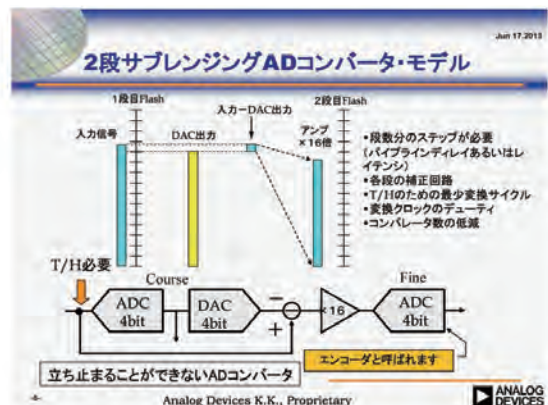 Jun 17,2013
2段サブレンジングADコンバータ・モデル
1段目Flash
入力ーDAC出力
2段目Flash
入力信号
DAC出力
アンプ
×16倍
•段数分のステップが必要
(パイプラインディレイあるいはレ
イテンシ)
•各段の補正回路
•T/Hのための最少変換サイクル
•変換クロックのデューティ
•コンパレータ数の低減
T/H必要
Course
Fine
ADC
4bit
DAC
4bit
−
+
×16
ADC
4bit
エンコーダと呼ばれます
立ち止まることができないADコンバータ
Analog Devices K.K., Proprietary
ANALOG
DEVICES